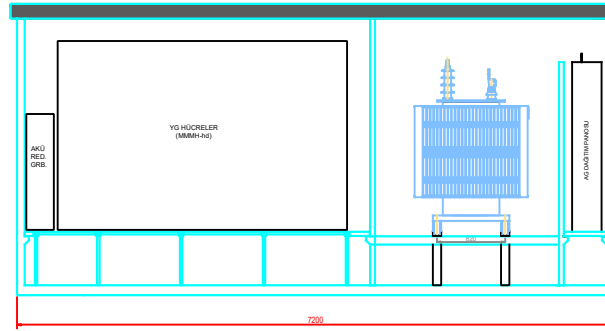 YG HÜCRELER
(MMMH-hd)
AKÜ
RED.
GRB.
AG DAĞITIM PANOSU
7200